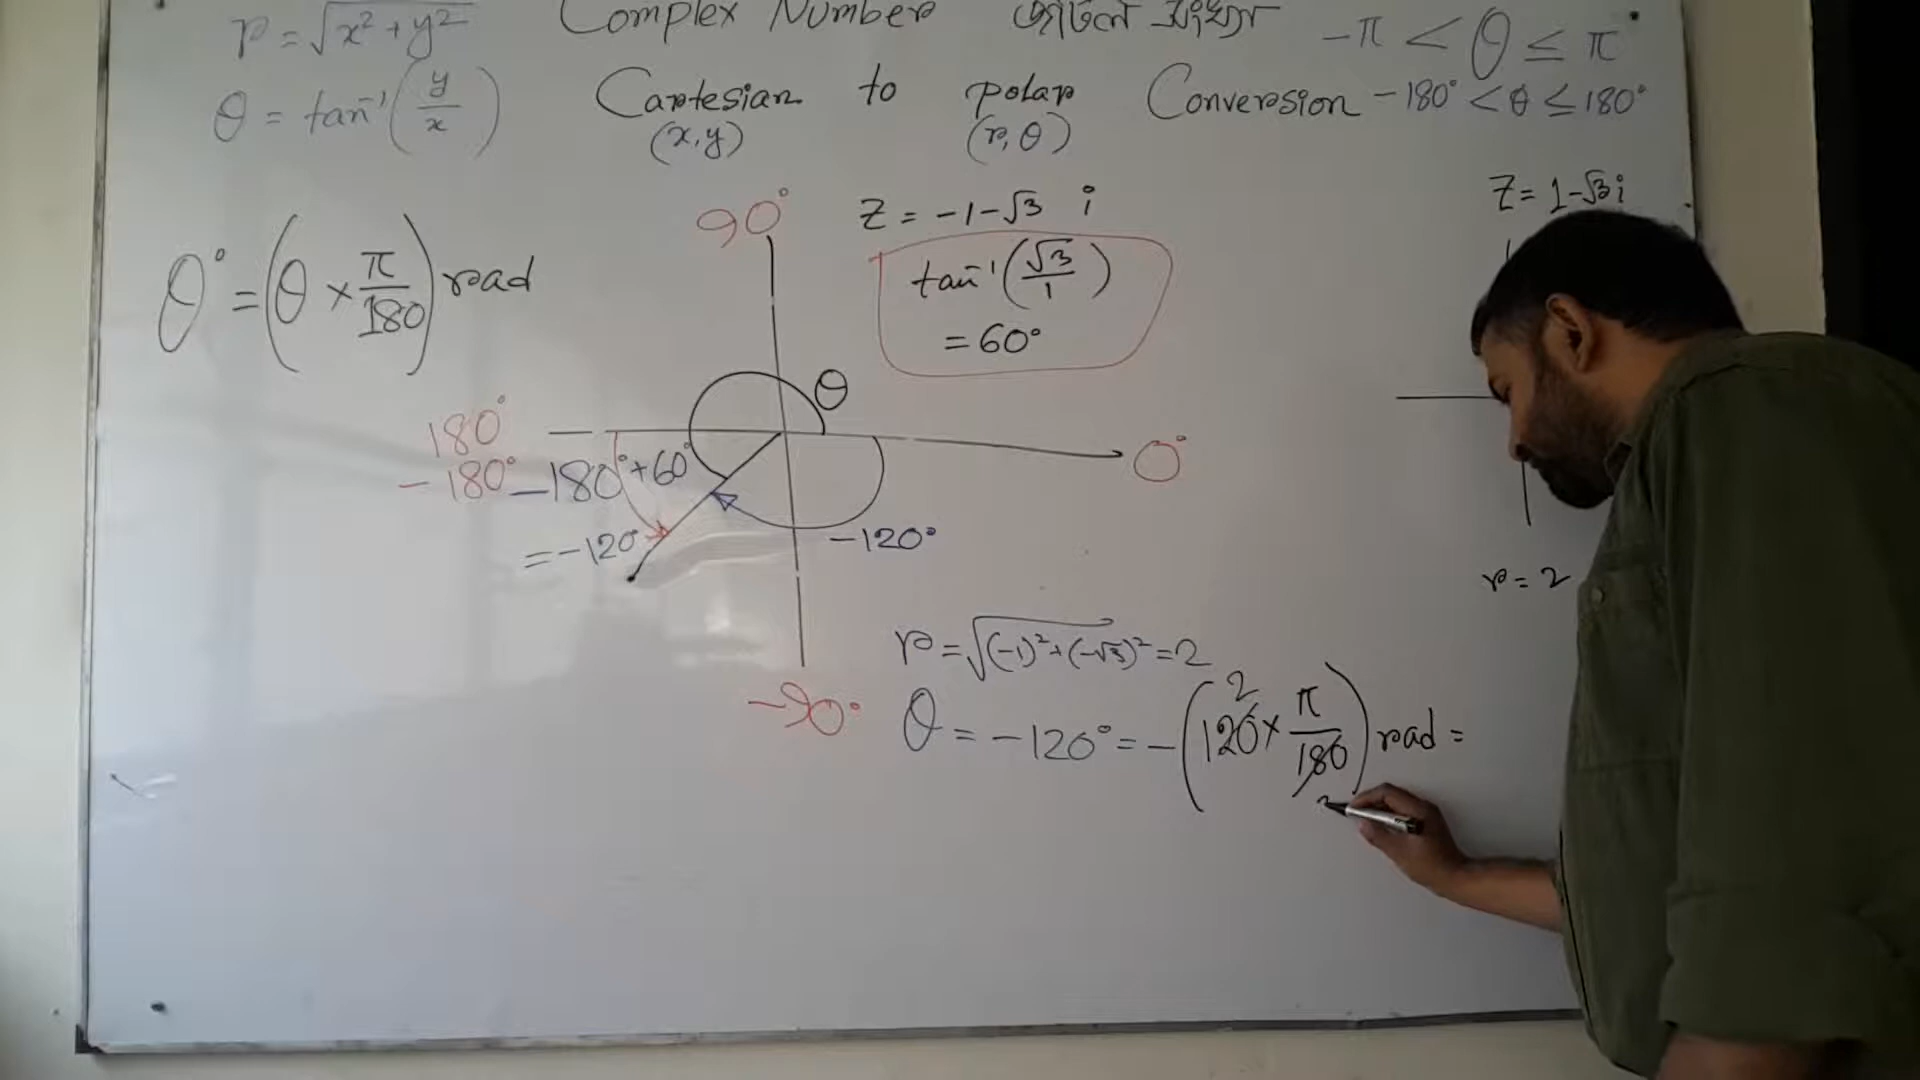 r = √x² + y²
Complex Number জটিল সংখ্যা
-π < θ ≤ π
θ = tan⁻¹(y/x)
Cartesian to polar Conversion
-180° < θ ≤ 180°
(x, y)
(r, θ)
θ° = (θ × π/180) rad
90°
Z = -1-√3 i
tan⁻¹(√3/1)
= 60°
Z = 1-√3 i
θ
180°
-180°
-180° + 60°
= -120°
0°
-120°
r = 2
-90°
r = √(-1)² + (-√3)² = 2
θ = -120° = -(120 × π/180) rad =
2